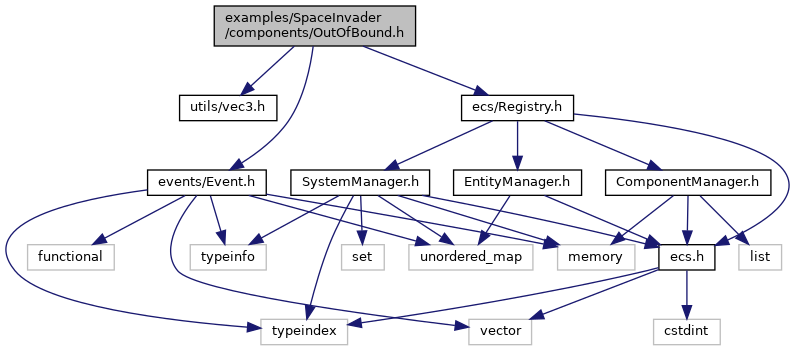 examples/SpaceInvader
/components/OutOfBound.h
utils/vec3.h
ecs/Registry.h
events/Event.h
SystemManager.h
EntityManager.h
ComponentManager.h
functional
typeinfo
set
unordered_map
memory
ecs.h
list
typeindex
vector
cstdint